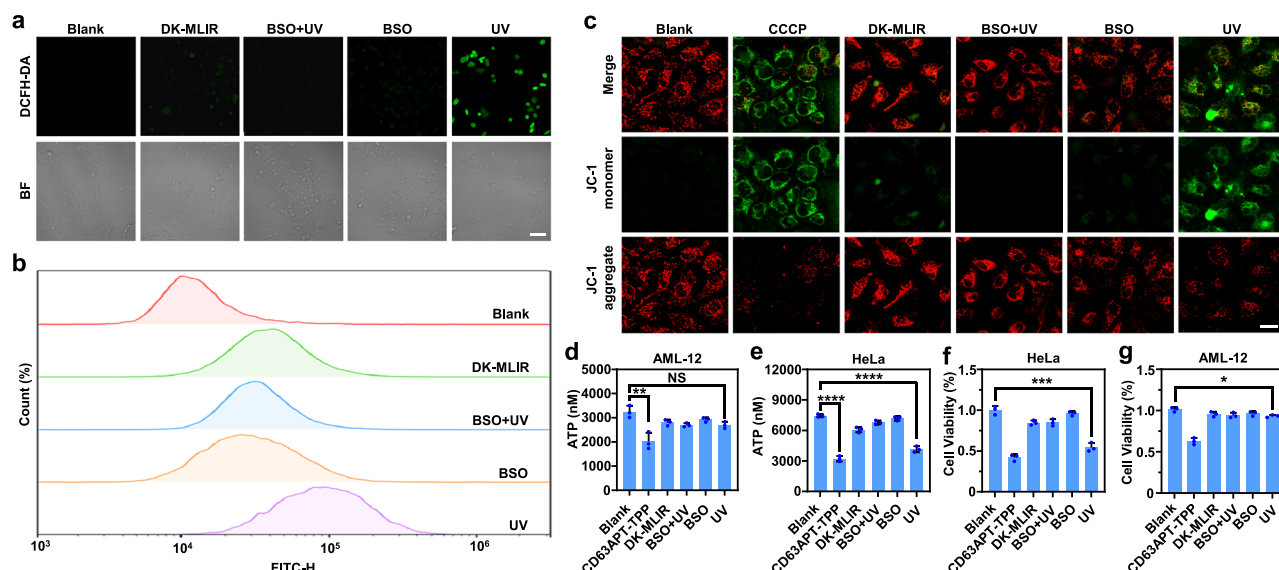 a
Blank DK-MLIR BSO+UV BSO UV
DCFH-DA
BF
b
Blank
DK-MLIR
BSO+UV
BSO
UV
Count (%)
10³ 10⁴ 10⁵ 10⁶
FITC-H
c
Blank CCCP DK-MLIR BSO+UV BSO UV
Merge
JC-1
monomer
JC-1
aggregate
d AML-12
NS
**
5000
4000
3000
2000
1000
0
ATP (nM)
Blank
CD63APT-TPP
DK-MLIR
BSO+UV
BSO
UV
e HeLa
****
****
12000
9000
6000
3000
0
ATP (nM)
Blank
CD63APT-TPP
DK-MLIR
BSO+UV
BSO
UV
f HeLa
***
1.5
1.0
0.5
0
Cell Viability (%)
Blank
CD63APT-TPP
DK-MLIR
BSO+UV
BSO
UV
g AML-12
*
1.5
1.0
0.5
0
Cell Viability (%)
Blank
CD63APT-TPP
DK-MLIR
BSO+UV
BSO
UV